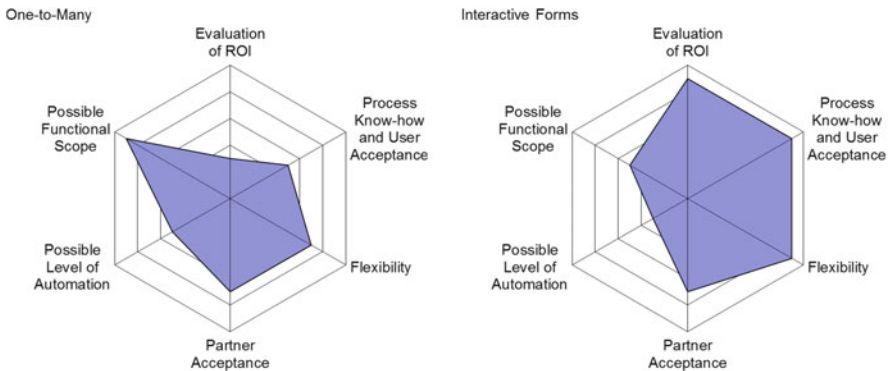 One-to-Many
Evaluation
of ROI
Possible
Functional
Scope
Process
Know-how
and User
Acceptance
Possible
Level of
Automation
Flexibility
Partner
Acceptance
Interactive Forms
Evaluation
of ROI
Possible
Functional
Scope
Process
Know-how
and User
Acceptance
Possible
Level of
Automation
Flexibility
Partner
Acceptance